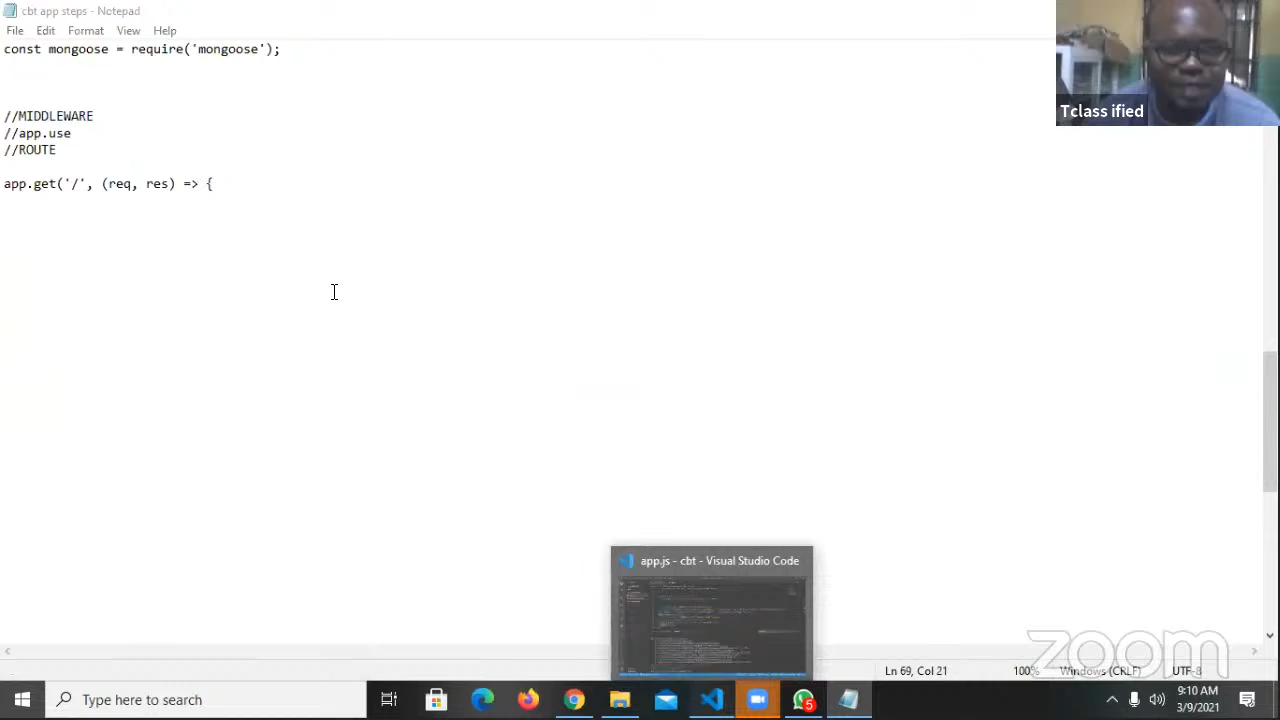 cbt app steps - Notepad
File Edit Format View Help
const mongoose = require('mongoose');
//MIDDLEWARE
//app.use
//ROUTE
app.get('/', (req, res) => {
Tclass ified
app.js - cbt - Visual Studio Code
zoom
Ln 69, Col 21 100% Windows (CRLF) UTF-8
Type here to search
5
9:10 AM
3/9/2021